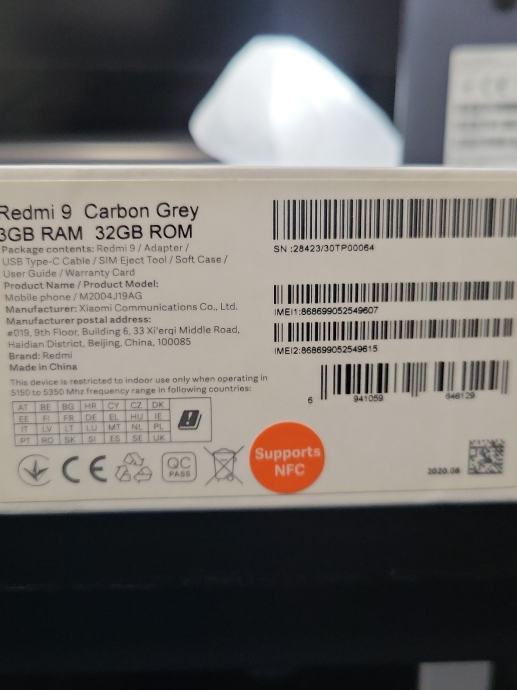 Redmi 9 Carbon Grey
3GB RAM 32GB ROM
Package contents: Redmi 9 / Adapter /
USB Type-C Cable / SIM Eject Tool / Soft Case /
User Guide / Warranty Card
Product Name / Product Model:
Mobile phone / M2004J19AG
Manufacturer: Xiaomi Communications Co., Ltd.
Manufacturer postal address:
#019, 9th Floor, Building 6, 33 Xi'erqi Middle Road,
Haidian District, Beijing, China, 100085
Brand: Redmi
Made in China
This device is restricted to indoor use only when operating in
5150 to 5350 Mhz frequency range in following countries:
AT BE BG HR CY CZ DK
EE FI FR DE EL HU IE
IT LV LT LU MT NL PL
PT RO SK SI ES SE UK
CE
QC
PASS
Supports
NFC
SN :28423/30TP00064
IMEI1:868699052549607
IMEI2:868699052549615
6 941059 646129
2020.08